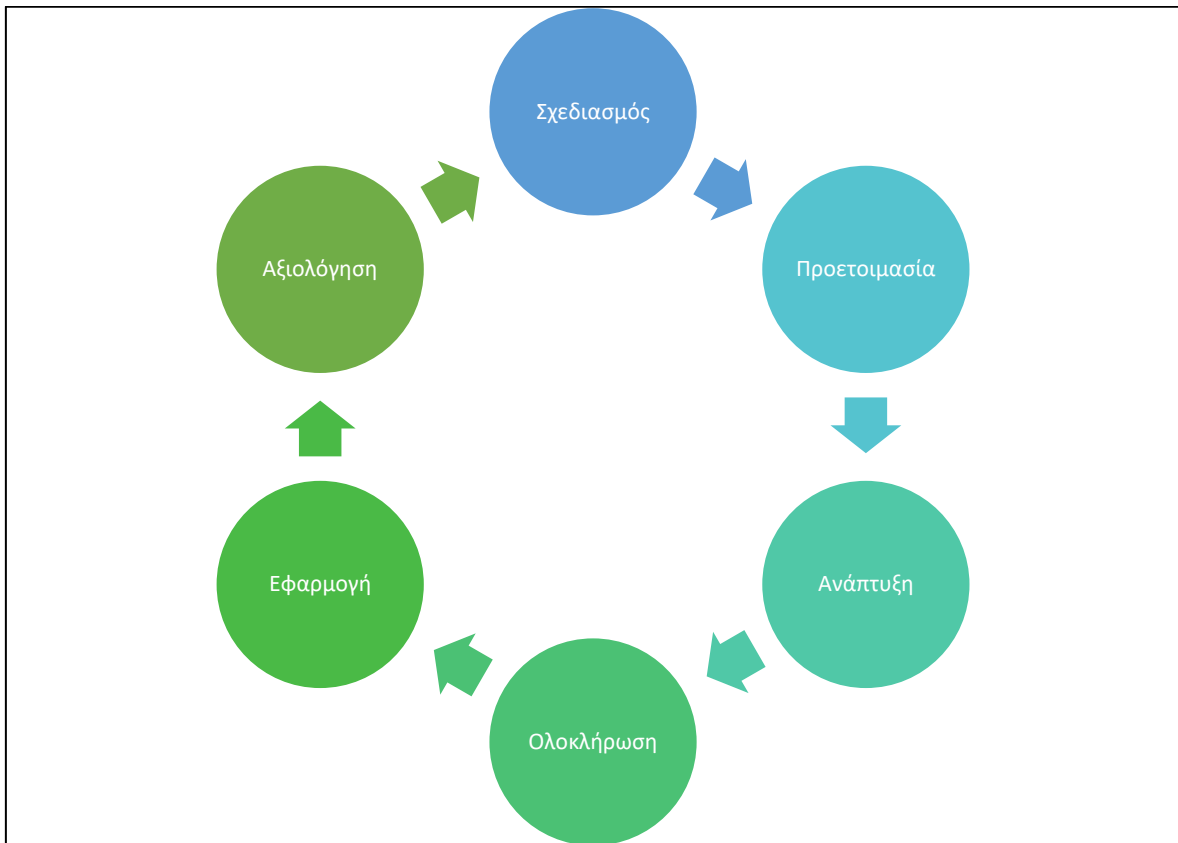 Σχεδιασμός
Προετοιμασία
Ανάπτυξη
Ολοκλήρωση
Εφαρμογή
Αξιολόγηση